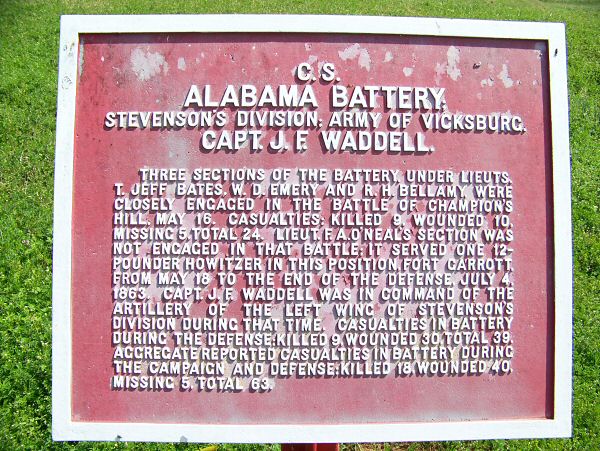 C. S.
ALABAMA BATTERY,
STEVENSON'S DIVISION: ARMY OF VICKSBURG.
CAPT. J. F. WADDELL.
THREE SECTIONS OF THE BATTERY, UNDER LIEUTS.
T. JEFF BATES, W. D. EMERY AND R. H. BELLAMY, WERE
CLOSELY ENGAGED IN THE BATTLE OF CHAMPION'S
HILL, MAY 16. CASUALTIES: KILLED 9, WOUNDED 10,
MISSING 5, TOTAL 24. LIEUT. F. A. O'NEAL'S SECTION WAS
NOT ENGAGED IN THAT BATTLE: IT SERVED ONE 12-
POUNDER HOWITZER IN THIS POSITION, FORT GARROTT,
FROM MAY 18 TO THE END OF THE DEFENSE, JULY 4,
1863. CAPT. J. F. WADDELL WAS IN COMMAND OF THE
ARTILLERY OF THE LEFT WING OF STEVENSON'S
DIVISION DURING THAT TIME. CASUALTIES IN BATTERY
DURING THE DEFENSE: KILLED 9, WOUNDED 30, TOTAL 39.
AGGREGATE REPORTED CASUALTIES IN BATTERY DURING
THE CAMPAIGN AND DEFENSE: KILLED 18, WOUNDED 40,
MISSING 5, TOTAL 63.